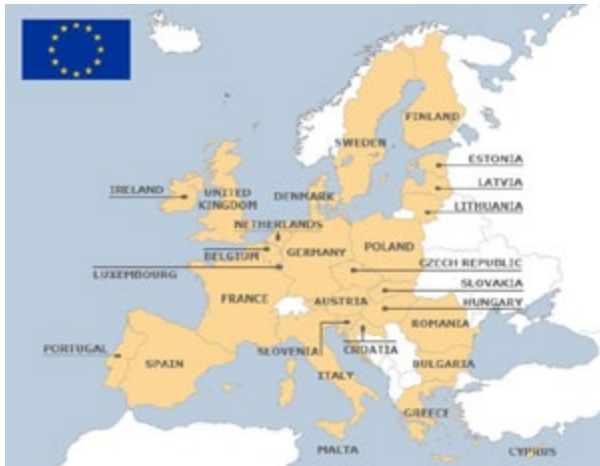 FINLAND
SWEDEN
ESTONIA
LATVIA
LITHUANIA
IRELAND
UNITED
KINGDOM
DENMARK
NETHERLANDS
BELGIUM
GERMANY
POLAND
LUXEMBOURG
CZECH REPUBLIC
SLOVAKIA
HUNGARY
FRANCE
AUSTRIA
ROMANIA
PORTUGAL
SPAIN
SLOVENIA
CROATIA
ITALY
BULGARIA
GREECE
MALTA
CYPRUS